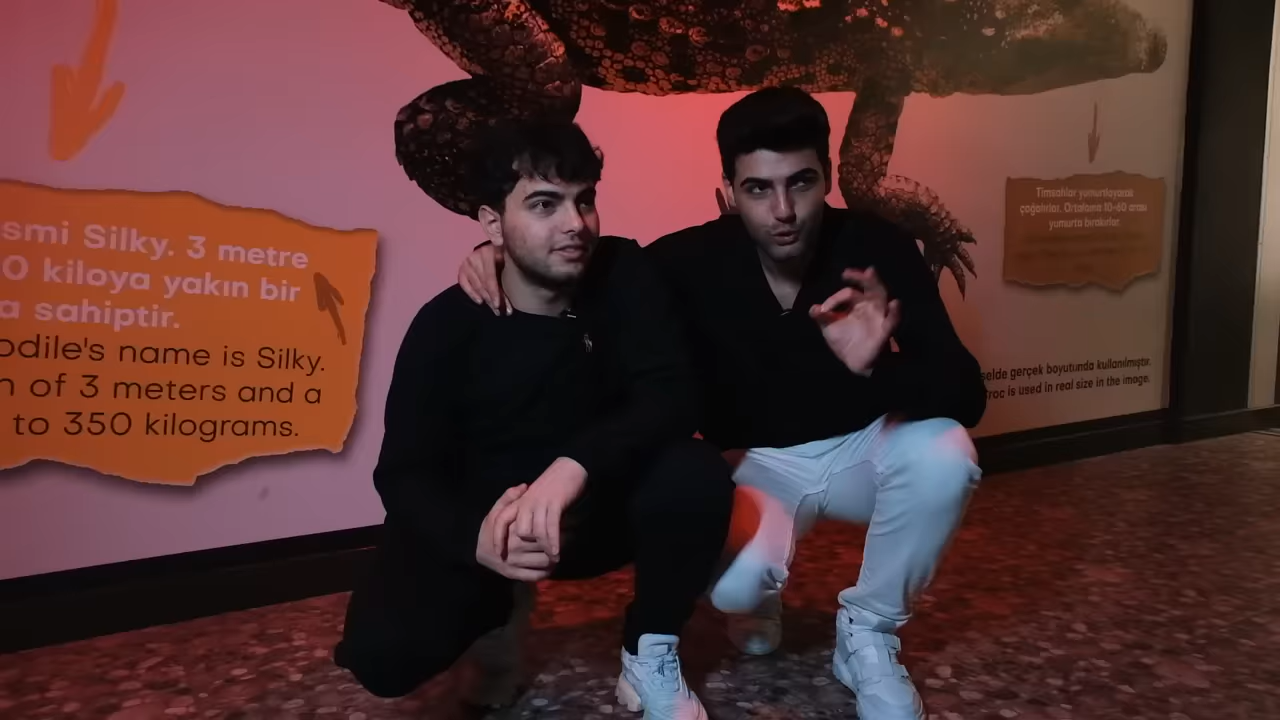 smi Silky. 3 metre
0 kiloya yakın bir
a sahiptir.
odile's name is Silky.
n of 3 meters and a
to 350 kilograms.
Timsahlar yumurtlayarak
çoğalırlar. Ortalama 10-60 arası
yumurta bırakırlar.
selde gerçek boyutunda kullanılmıştır.
Croc is used in real size in the image.